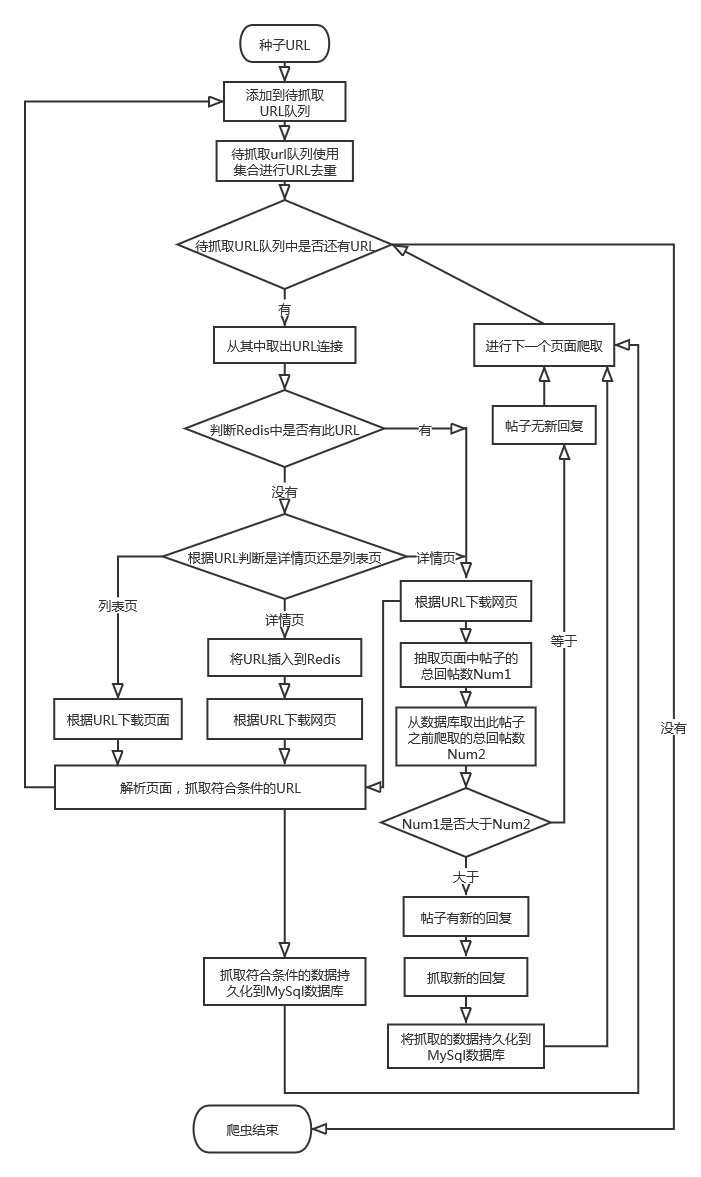 种子URL
添加到待抓取
URL队列
待抓取url队列使用
集合进行URL去重
待抓取URL队列中是否还有URL
有
从其中取出URL连接
进行下一个页面爬取
判断Redis中是否有此URL
有
帖子无新回复
没有
根据URL判断是详情页还是列表页
详情页
列表页
详情页
根据URL下载网页
等于
将URL插入到Redis
抽取页面中帖子的
总回帖数Num1
根据URL下载页面
根据URL下载网页
从数据库取出此帖子
之前爬取的总回帖数
Num2
没有
解析页面，抓取符合条件的URL
Num1是否大于Num2
大于
帖子有新的回复
抓取符合条件的数据持
久化到MySql数据库
抓取新的回复
将抓取的数据持久化到
MySql数据库
爬虫结束